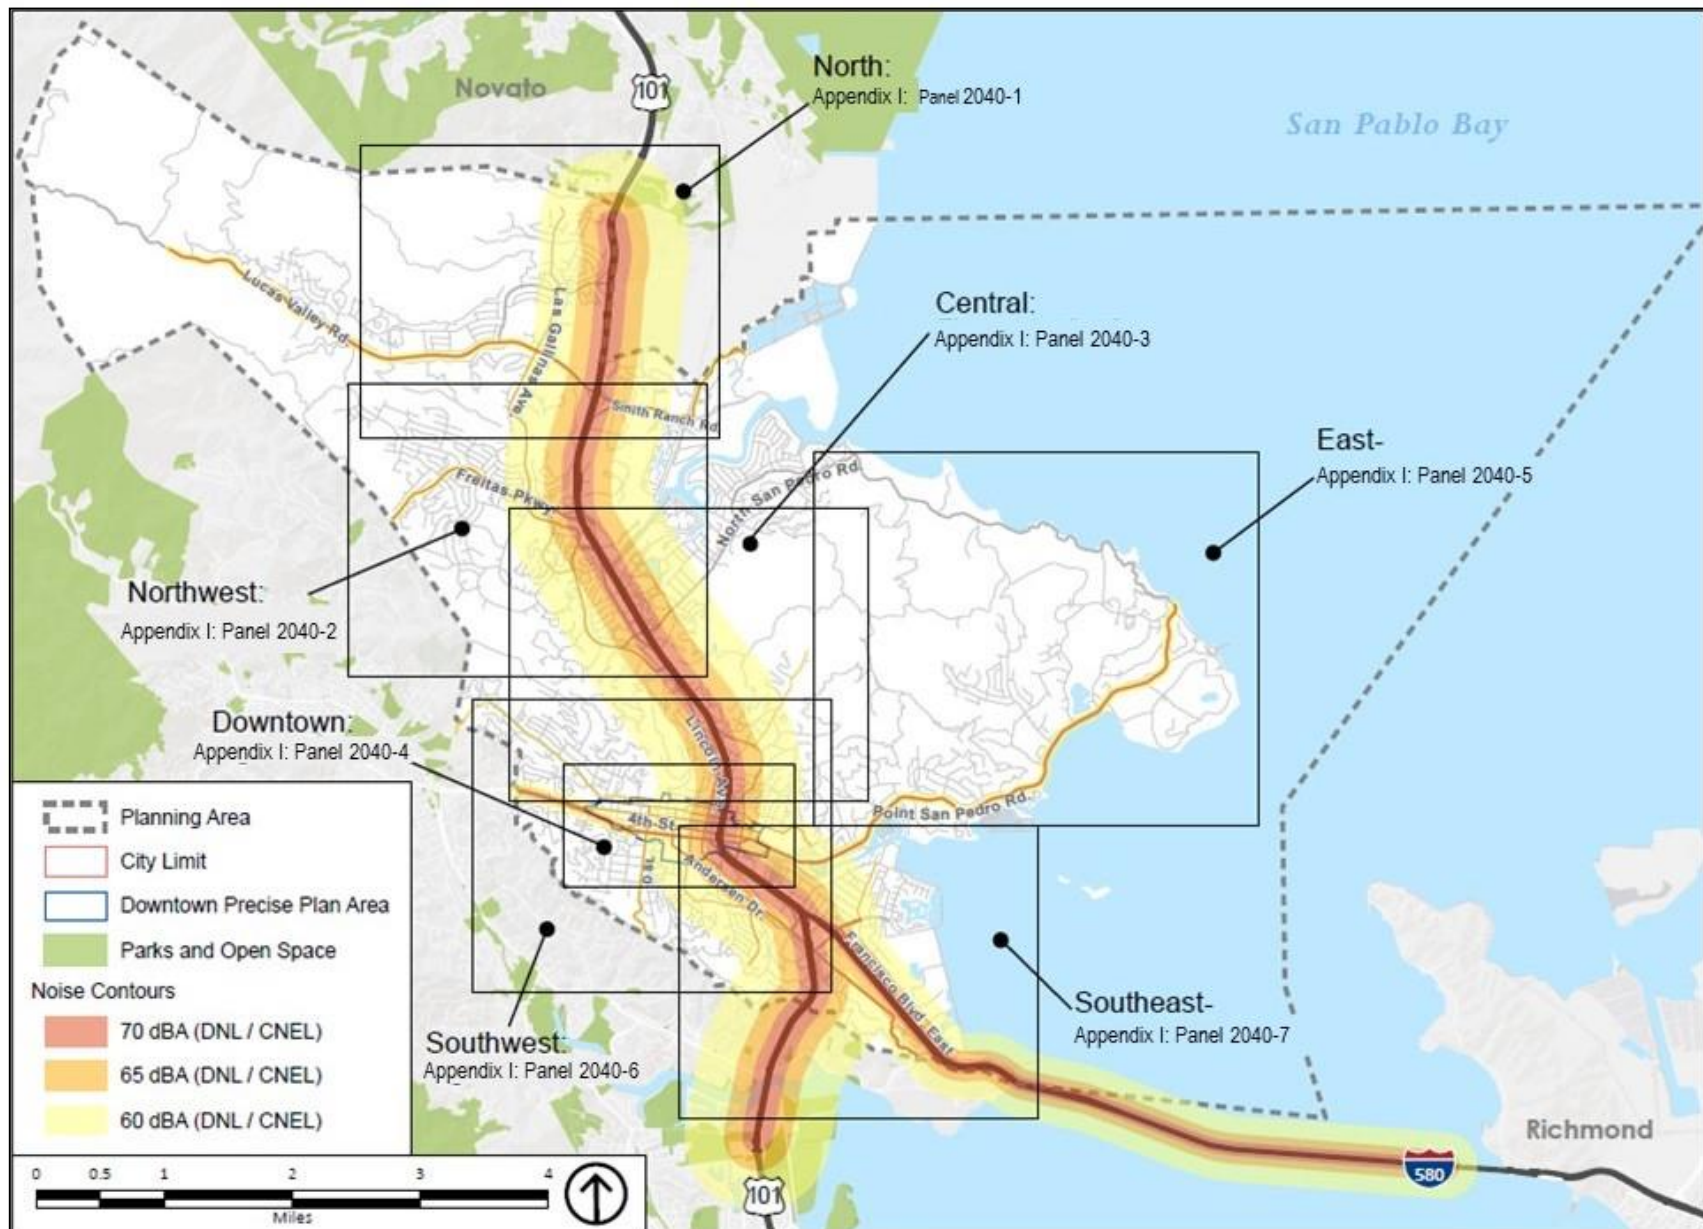 North:
Appendix I: Panel 2040-1
Novato
101
San Pablo Bay
Central:
Appendix I: Panel 2040-3
Lucas Valley Rd.
Las Gallinas Ave.
Smith Ranch Rd.
East-
Appendix I: Panel 2040-5
North San Pedro Rd.
Freitas Pkwy.
Northwest:
Appendix I: Panel 2040-2
Downtown:
Appendix I: Panel 2040-4
Lincoln Ave.
Point San Pedro Rd.
4th St.
Andersen Dr.
Francisco Blvd. East
Southeast-
Appendix I: Panel 2040-7
Southwest:
Appendix I: Panel 2040-6
Richmond
580
101
Planning Area
City Limit
Downtown Precise Plan Area
Parks and Open Space
Noise Contours
70 dBA (DNL / CNEL)
65 dBA (DNL / CNEL)
60 dBA (DNL / CNEL)
0 0.5 1 2 3 4
Miles